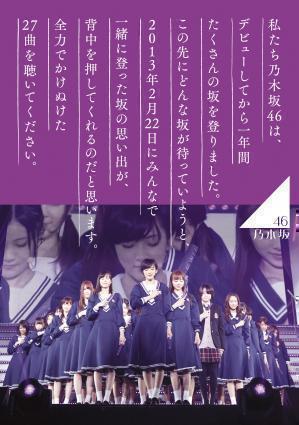 私たち乃木坂46は、
デビューしてから一年間
たくさんの坂を登りました。
この先にどんな坂が待っていようと、
2013年2月22日にみんなで
一緒に登った坂の思い出が、
背中を押してくれるのだと思います。
全力でかけぬけた
27曲を聴いてください。
46
乃木坂